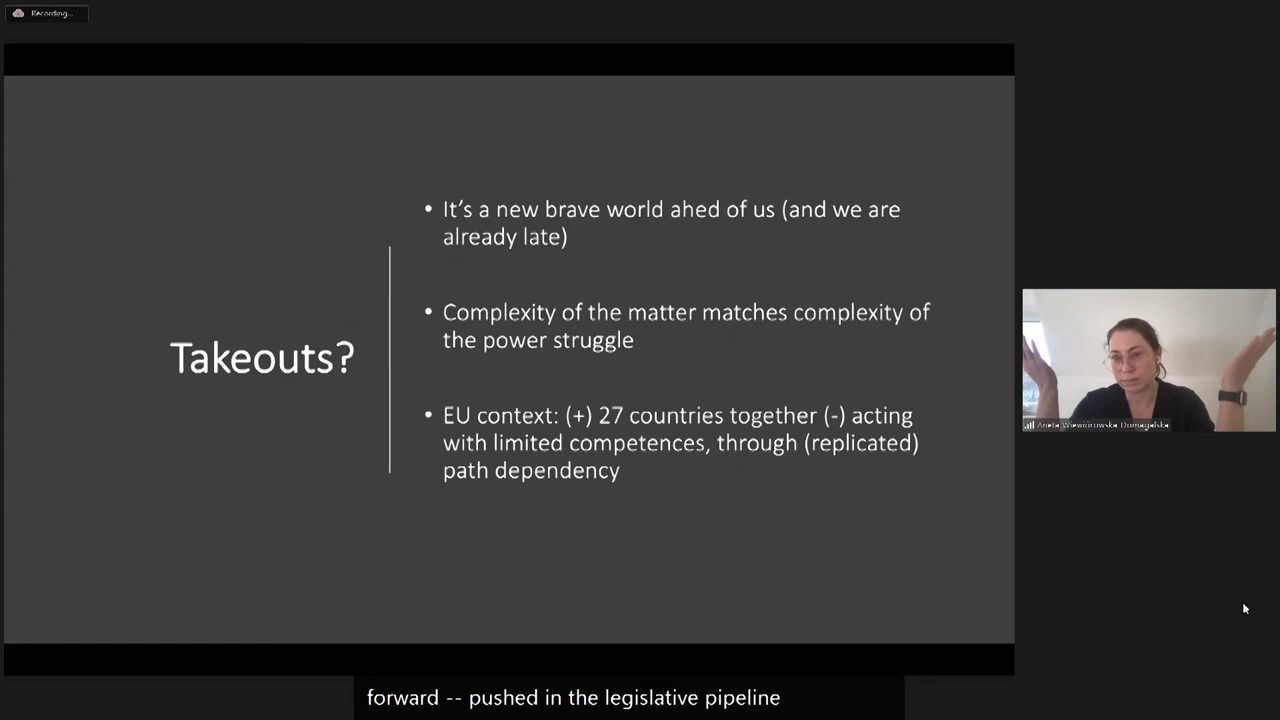 Recording...
Takeouts?
• It's a new brave world ahed of us (and we are
already late)
• Complexity of the matter matches complexity of
the power struggle
• EU context: (+) 27 countries together (-) acting
with limited competences, through (replicated)
path dependency
Aneta Wiewiórowska-Domagalska
forward -- pushed in the legislative pipeline